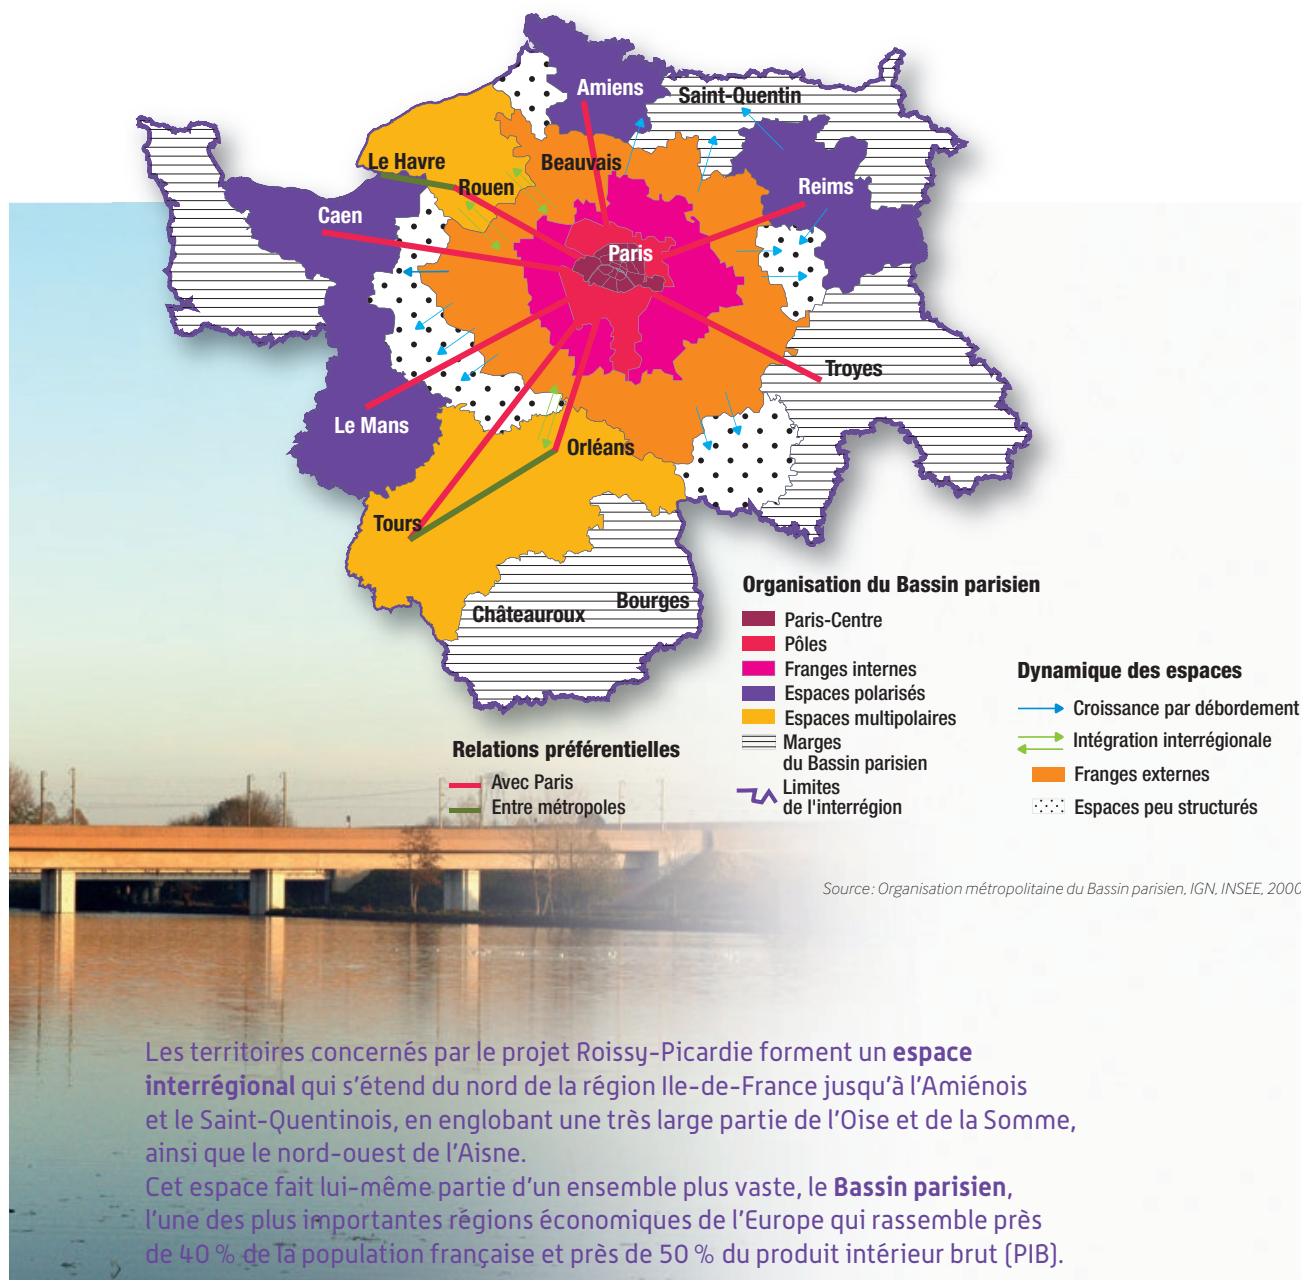 Amiens
Saint-Quentin
Le Havre
Beauvais
Rouen
Reims
Caen
Paris
Troyes
Le Mans
Orléans
Tours
Châteauroux
Bourges
Organisation du Bassin parisien
Paris-Centre
Pôles
Franges internes
Espaces polarisés
Espaces multipolaires
Marges
du Bassin parisien
Limites
de l'interrégion
Dynamique des espaces
Croissance par débordement
Intégration interrégionale
Franges externes
Espaces peu structurés
Relations préférentielles
Avec Paris
Entre métropoles
Source : Organisation métropolitaine du Bassin parisien, IGN, INSEE, 2000
Les territoires concernés par le projet Roissy-Picardie forment un espace
interrégional qui s’étend du nord de la région Ile-de-France jusqu’à l’Amiénois
et le Saint-Quentinois, en englobant une très large partie de l’Oise et de la Somme,
ainsi que le nord-ouest de l’Aisne.
Cet espace fait lui-même partie d’un ensemble plus vaste, le Bassin parisien,
l’une des plus importantes régions économiques de l’Europe qui rassemble près
de 40 % de la population française et près de 50 % du produit intérieur brut (PIB).